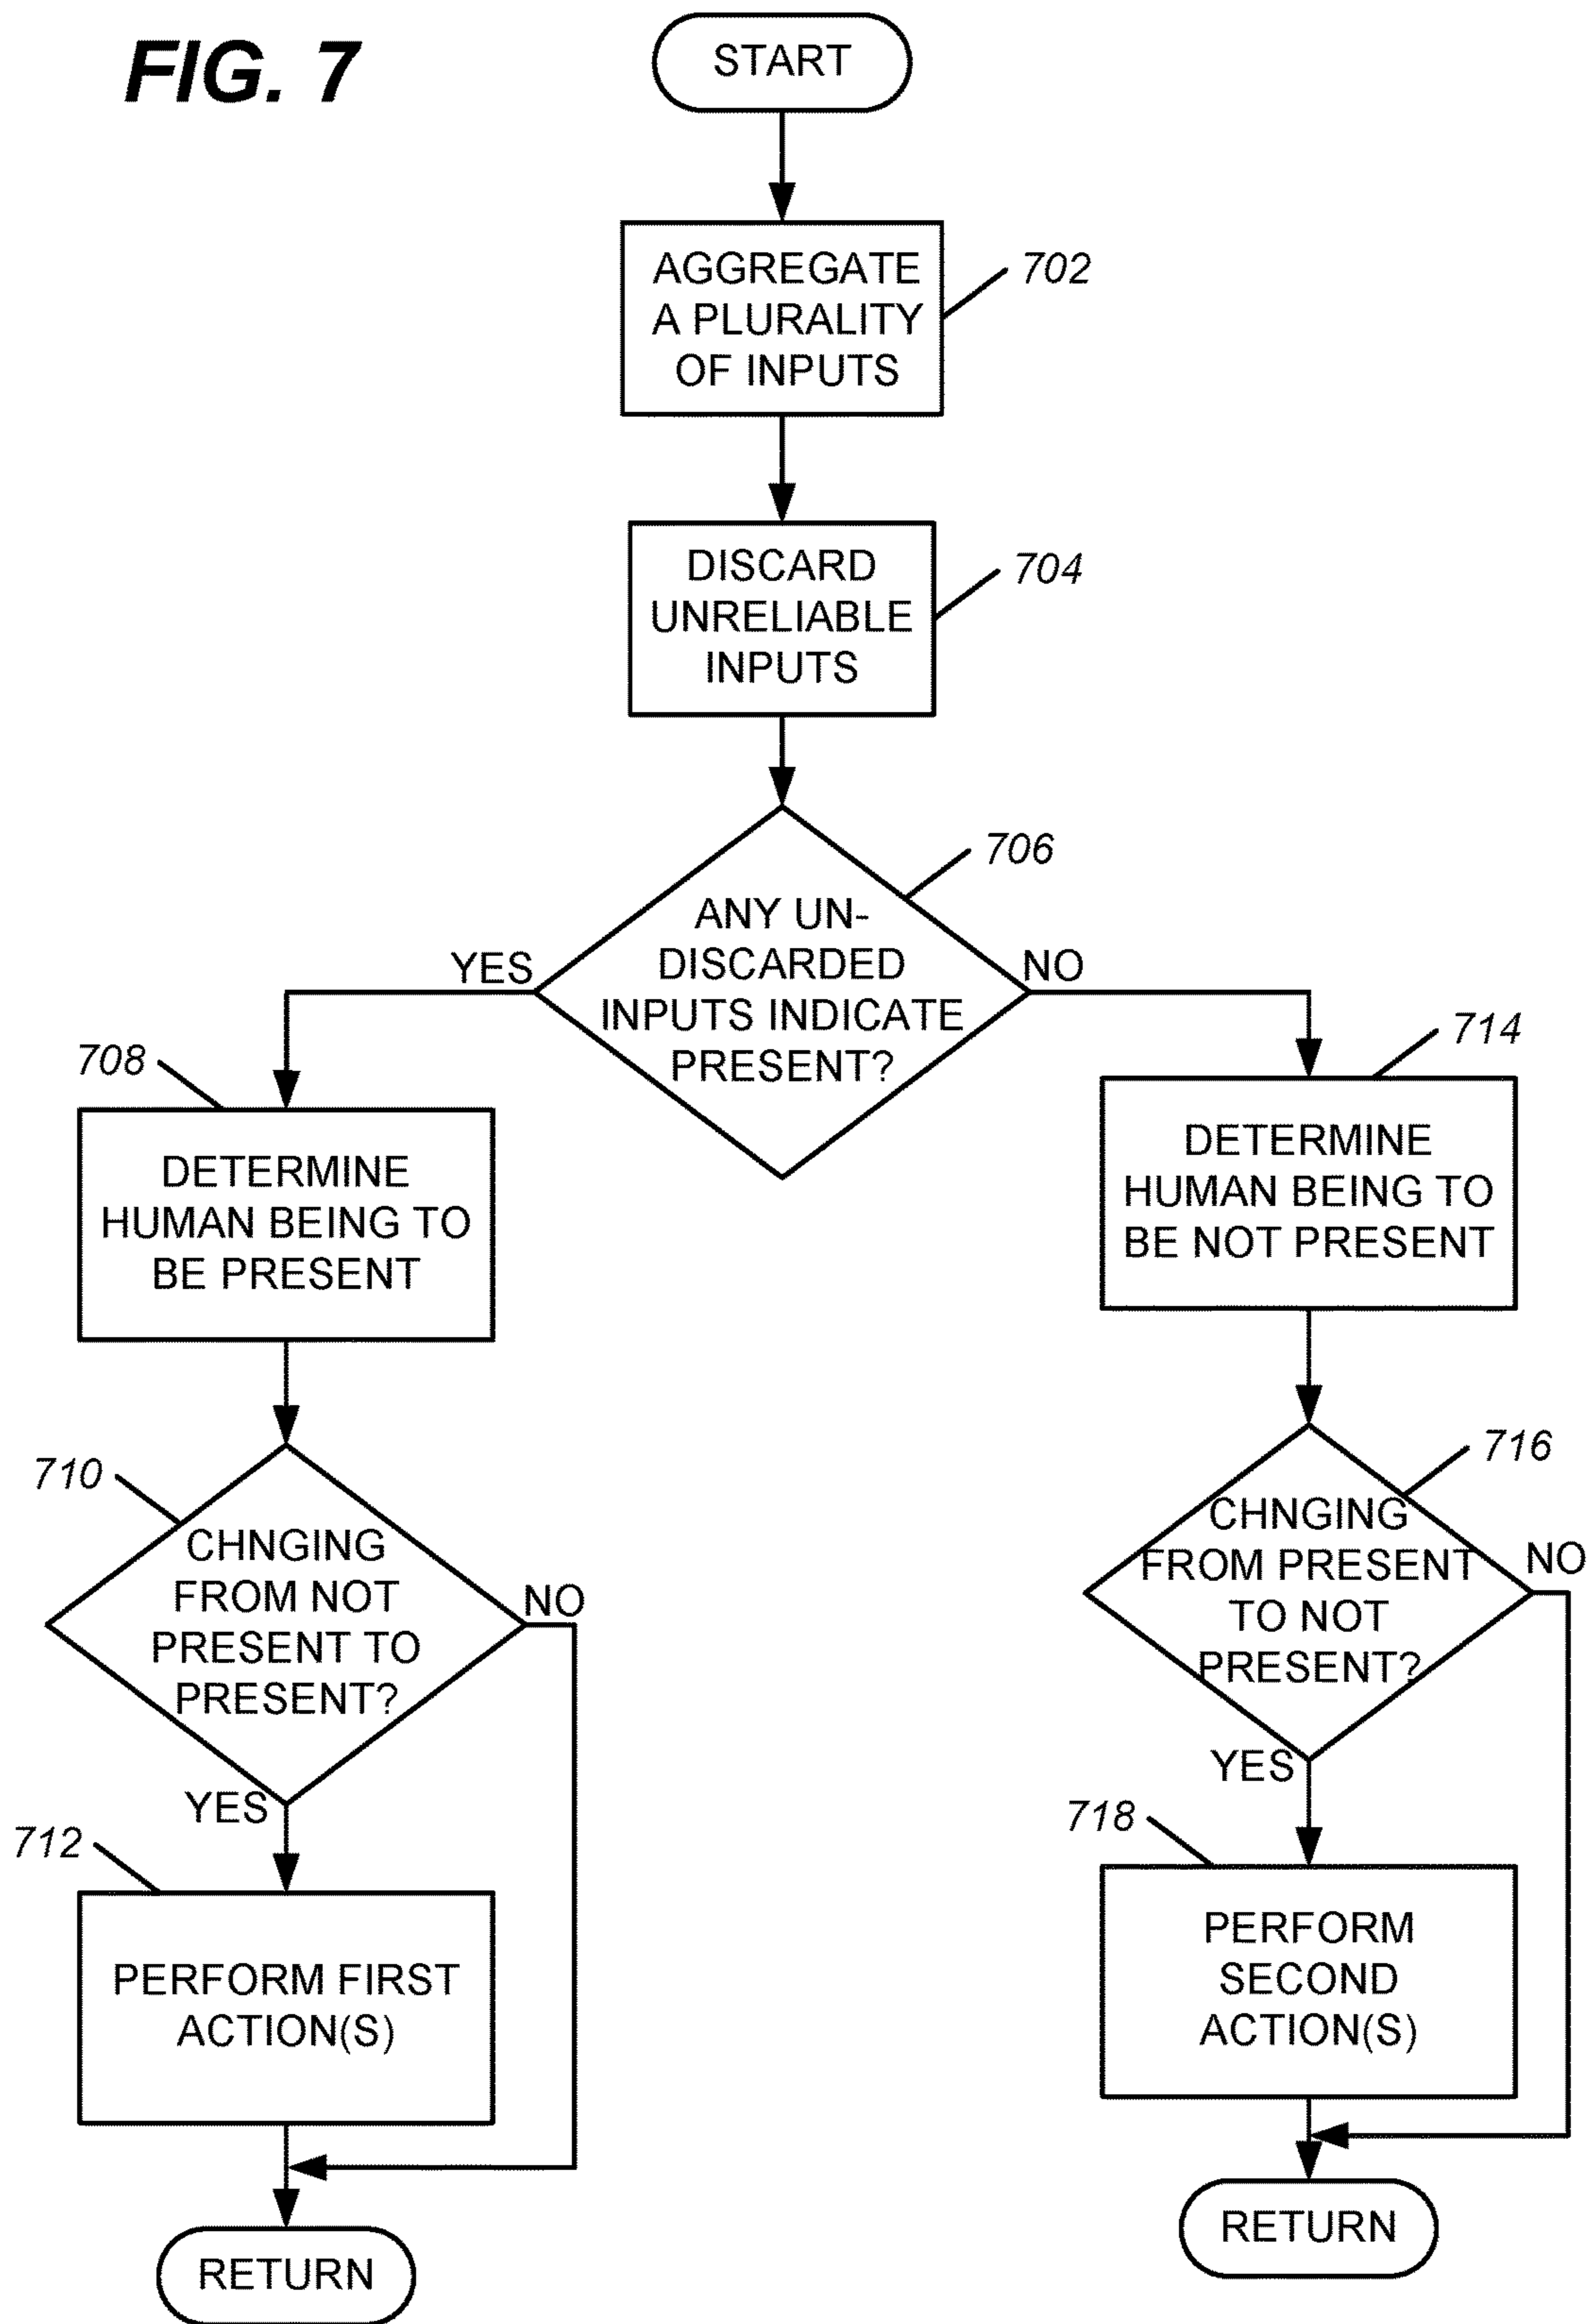 FIG. 7
START
AGGREGATE
A PLURALITY
OF INPUTS
702
DISCARD
UNRELIABLE
INPUTS
704
ANY UN-
DISCARDED
INPUTS INDICATE
PRESENT?
706
YES
NO
708
DETERMINE
HUMAN BEING TO
BE PRESENT
710
CHNGING
FROM NOT
PRESENT TO
PRESENT?
NO
YES
712
PERFORM FIRST
ACTION(S)
RETURN
714
DETERMINE
HUMAN BEING TO
BE NOT PRESENT
716
CHNGING
FROM PRESENT
TO NOT
PRESENT?
NO
YES
718
PERFORM
SECOND
ACTION(S)
RETURN